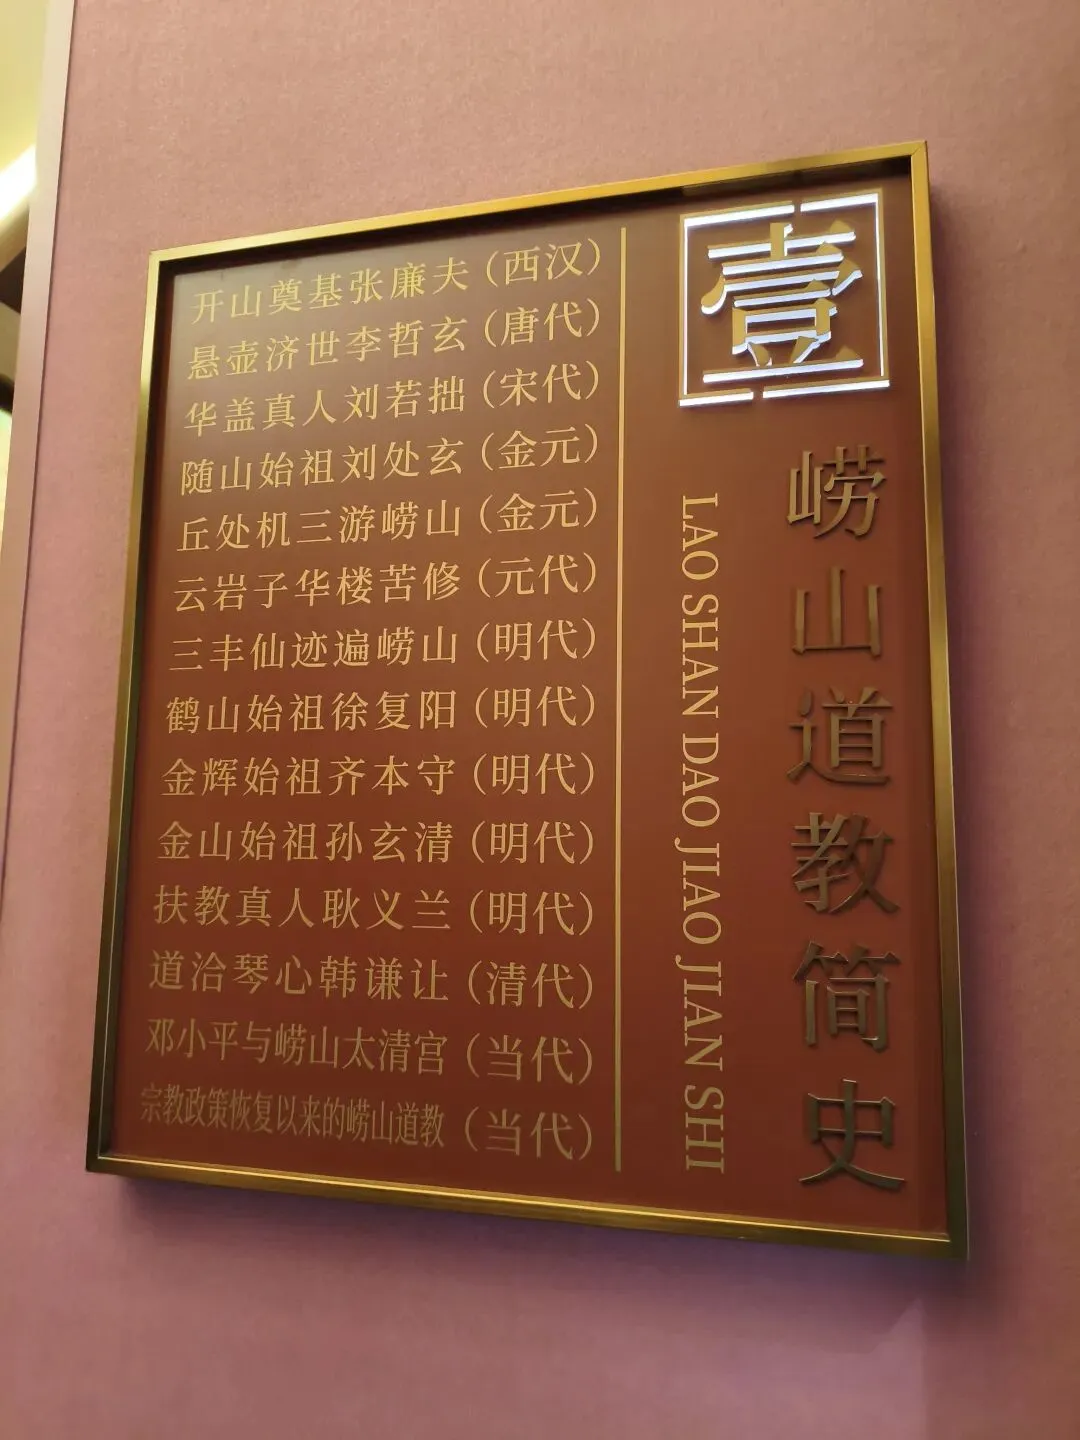 壹
崂山道教简史
LAO SHAN DAO JIAO JIAN SHI
开山奠基张廉夫（西汉）
悬壶济世李哲玄（唐代）
华盖真人刘若拙（宋代）
随山始祖刘处玄（金元）
丘处机三游崂山（金元）
云岩子华楼苦修（元代）
三丰仙迹遍崂山（明代）
鹤山始祖徐复阳（明代）
金辉始祖齐本守（明代）
金山始祖孙玄清（明代）
扶教真人耿义兰（明代）
道洽琴心韩谦让（清代）
邓小平与崂山太清宫（当代）
宗教政策恢复以来的崂山道教（当代）